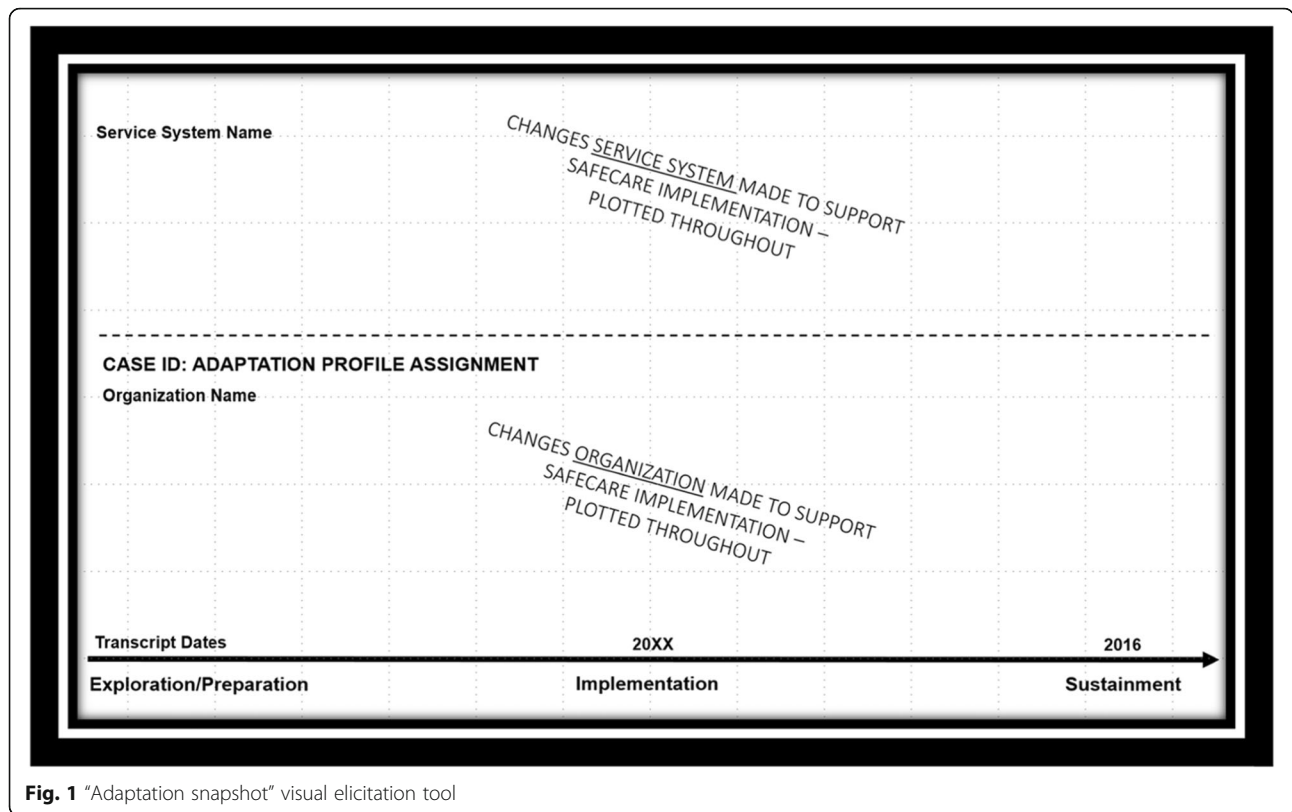 Service System Name
CHANGES SERVICE SYSTEM MADE TO SUPPORT
SAFECARE IMPLEMENTATION –
PLOTTED THROUGHOUT
CASE ID: ADAPTATION PROFILE ASSIGNMENT
Organization Name
CHANGES ORGANIZATION MADE TO SUPPORT
SAFECARE IMPLEMENTATION –
PLOTTED THROUGHOUT
Transcript Dates 20XX 2016
Exploration/Preparation Implementation Sustainment
Fig. 1 “Adaptation snapshot” visual elicitation tool